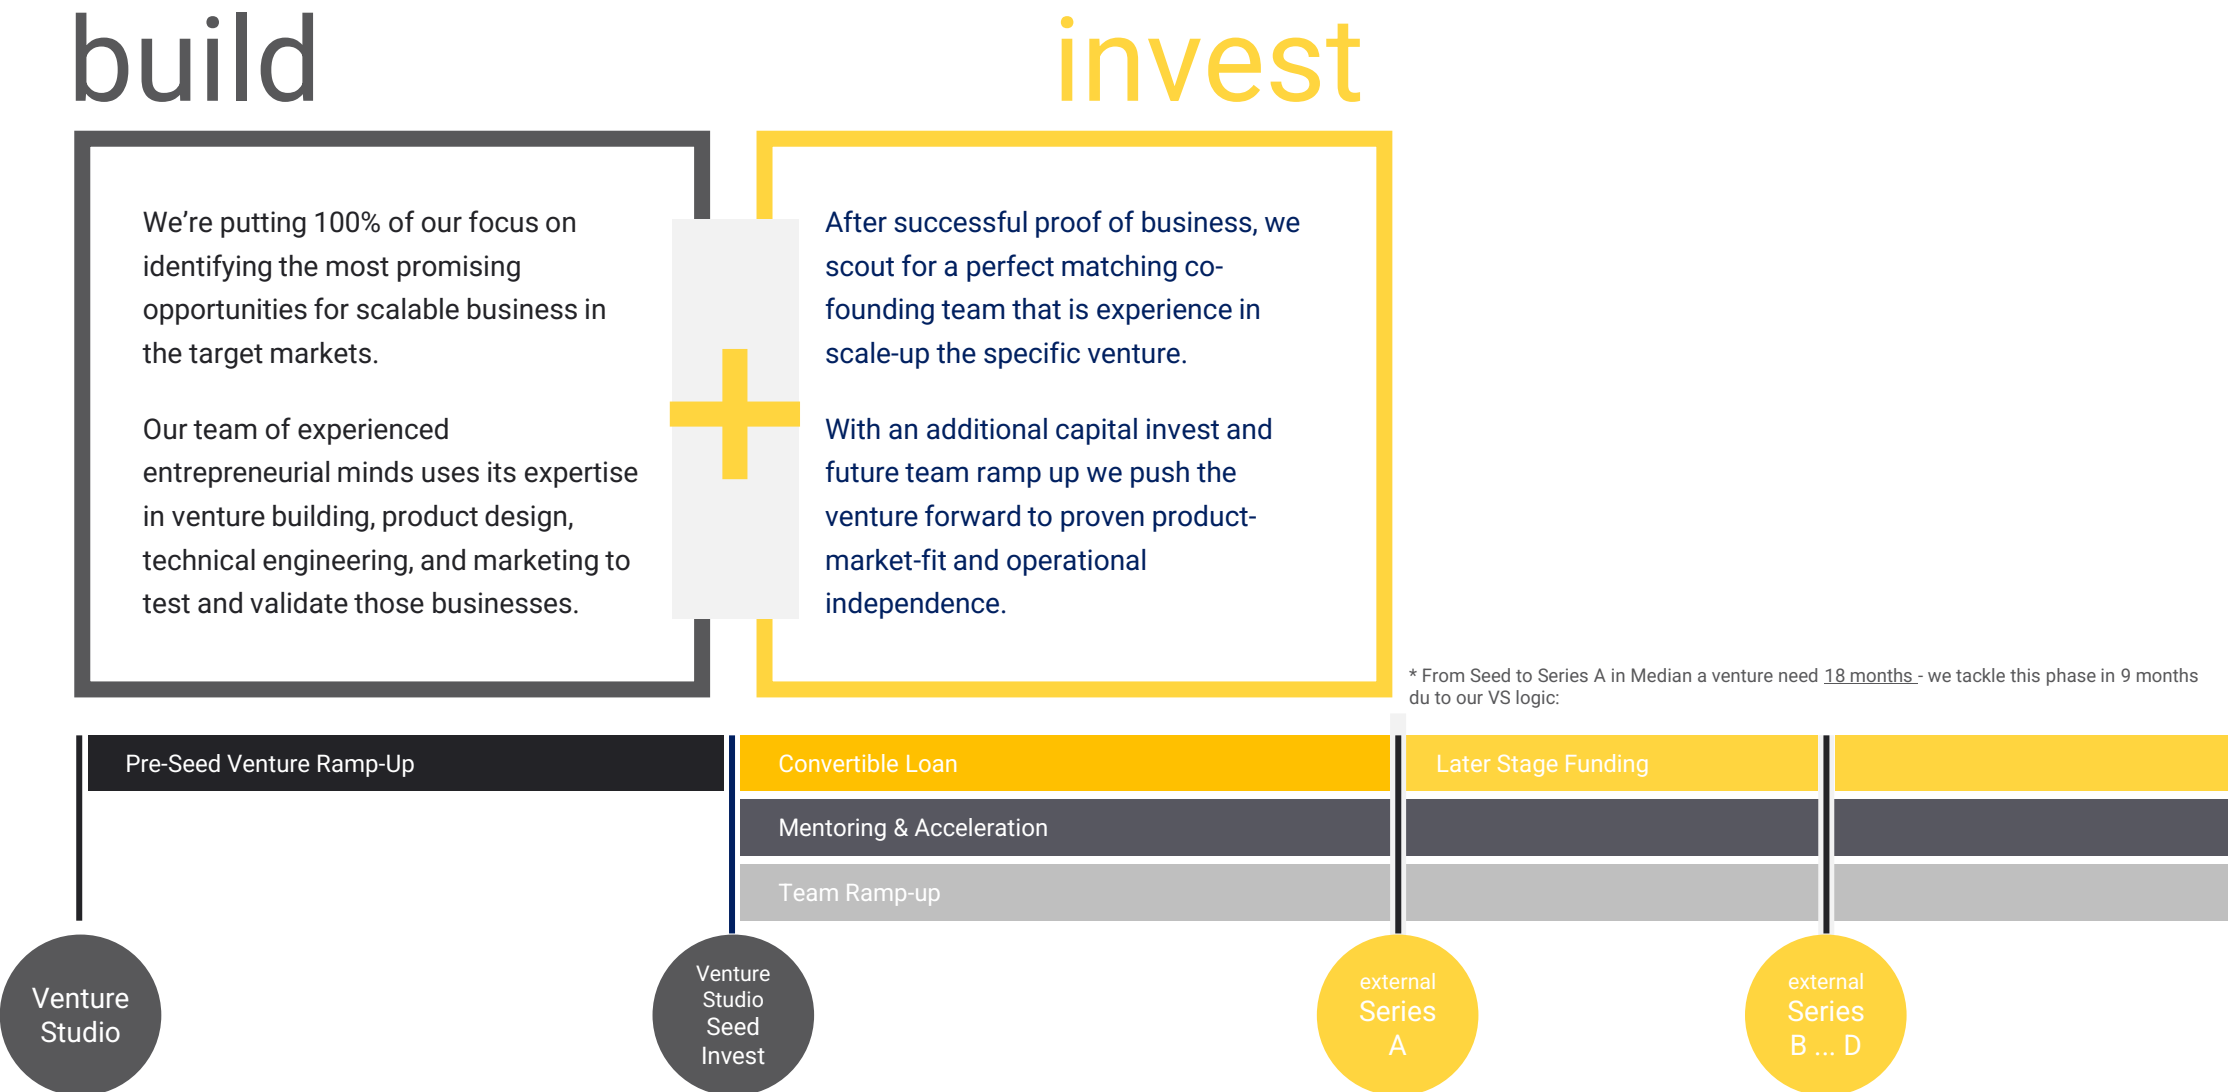 build
invest
We’re putting 100% of our focus on
identifying the most promising
opportunities for scalable business in
the target markets.
Our team of experienced
entrepreneurial minds uses its expertise
in venture building, product design,
technical engineering, and marketing to
test and validate those businesses.
After successful proof of business, we
scout for a perfect matching co-
founding team that is experience in
scale-up the specific venture.
With an additional capital invest and
future team ramp up we push the
venture forward to proven product-
market-fit and operational
independence.
* From Seed to Series A in Median a venture need 18 months - we tackle this phase in 9 months
du to our VS logic:
Pre-Seed Venture Ramp-Up
Convertible Loan
Later Stage Funding
Mentoring & Acceleration
Team Ramp-up
Venture
Studio
Venture
Studio
Seed
Invest
external
Series
A
external
Series
B ... D